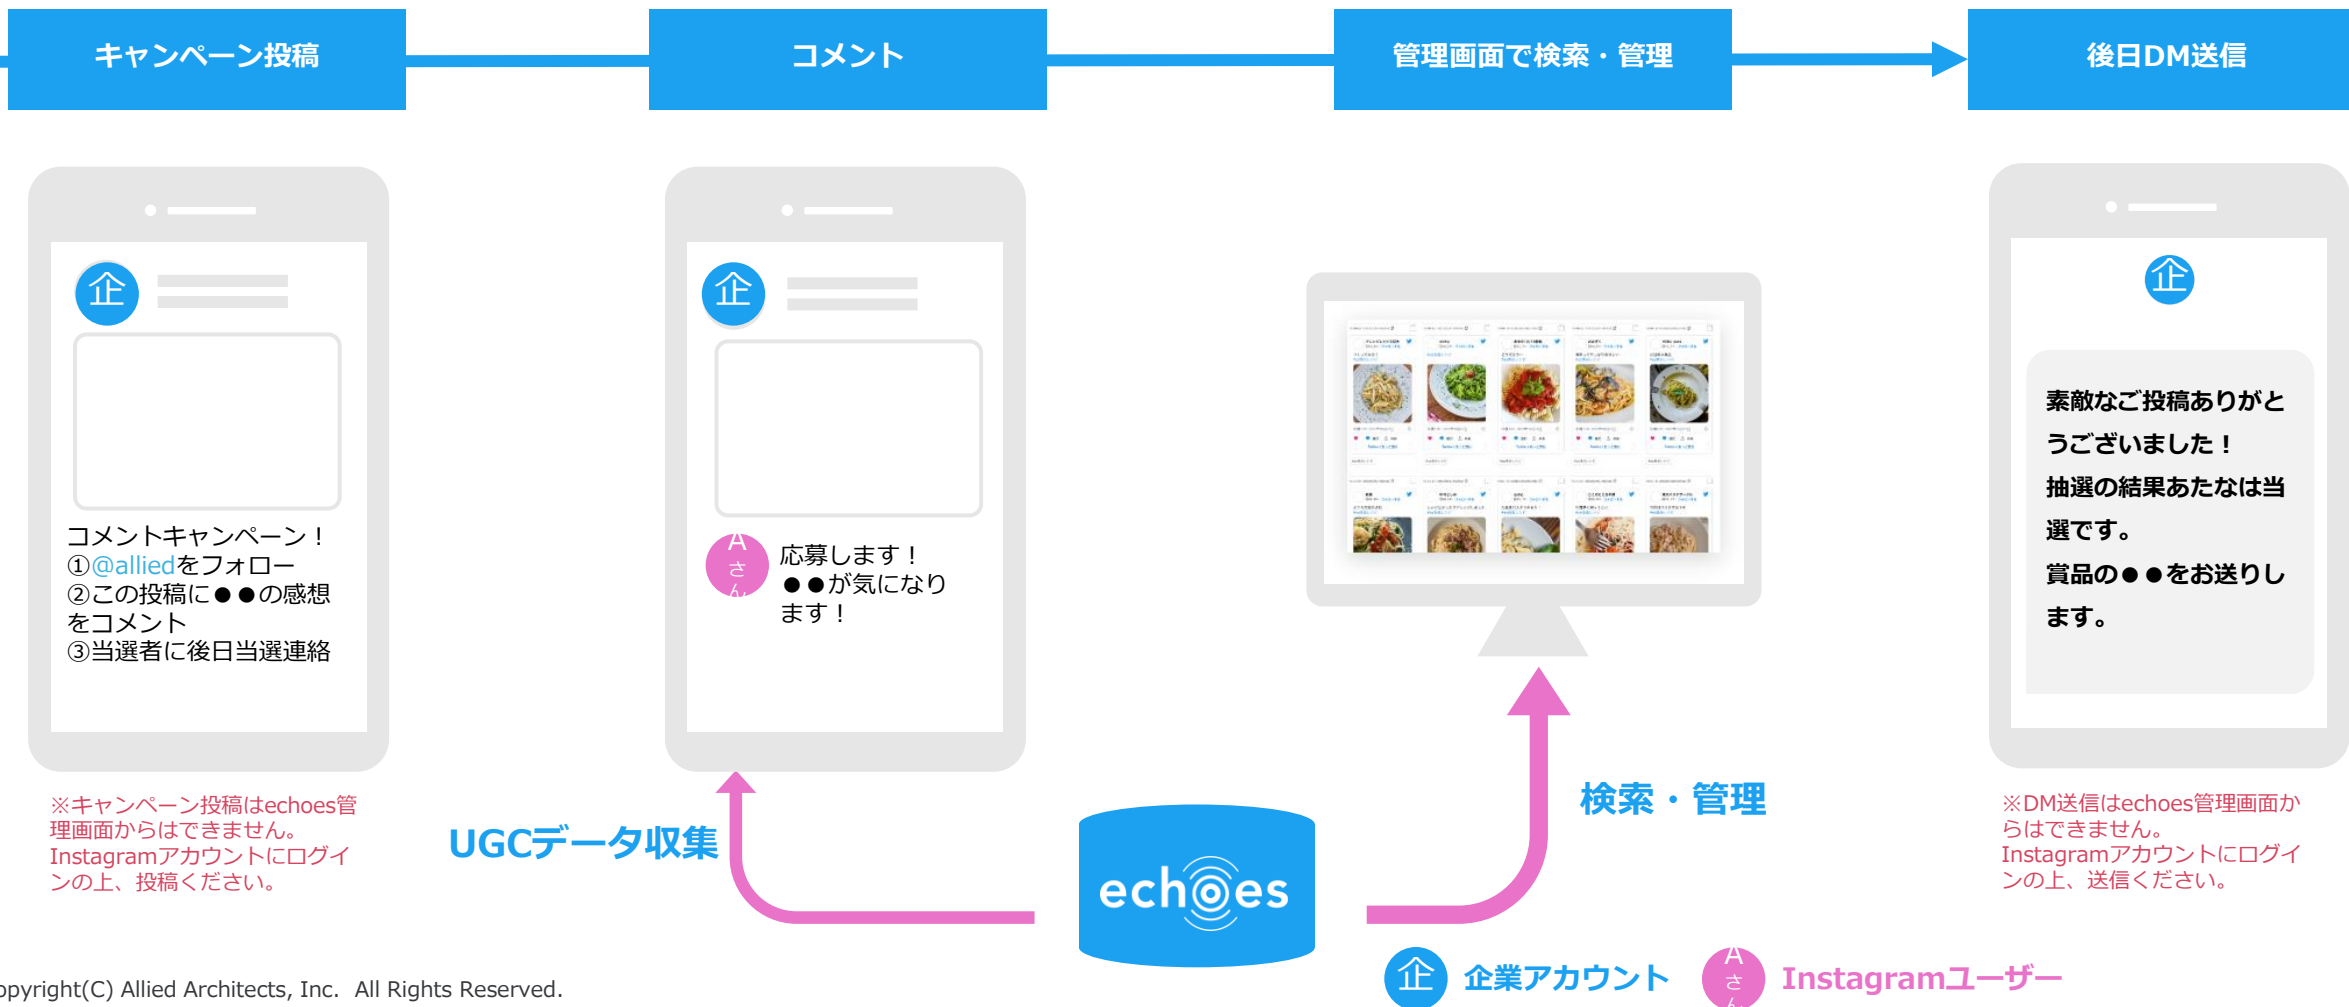 キャンペーン投稿
コメント
管理画面で検索・管理
後日DM送信
企
コメントキャンペーン！
①@alliedをフォロー
②この投稿に●●の感想
をコメント
③当選者に後日当選連絡
※キャンペーン投稿はechoes管
理画面からはできません。
Instagramアカウントにログイ
ンの上、投稿ください。
企
Aさん
応募します！
●●が気になり
ます！
UGCデータ収集
echoes
検索・管理
企
素敵なご投稿ありがと
うございました！
抽選の結果あたなは当
選です。
賞品の●●をお送りし
ます。
※DM送信はechoes管理画面か
らはできません。
Instagramアカウントにログイ
ンの上、送信ください。
企
企業アカウント
Aさん
Instagramユーザー
opyright(C) Allied Architects, Inc. All Rights Reserved.